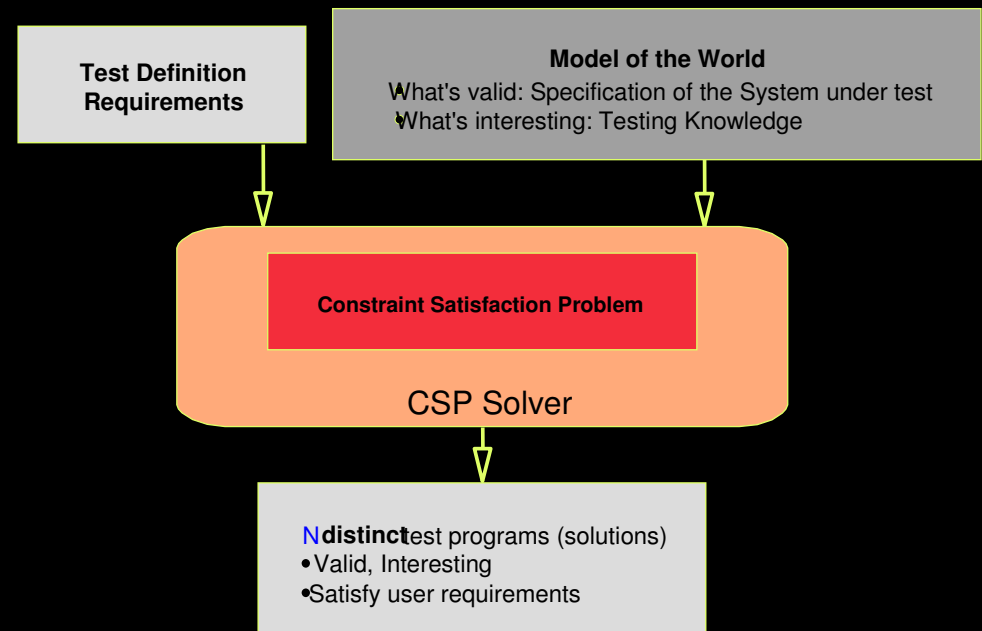 Test Definition
Requirements
Model of the World
• What's valid: Specification of the System under test
• What's interesting: Testing Knowledge
Constraint Satisfaction Problem
CSP Solver
N distinct test programs (solutions)
• Valid, Interesting
• Satisfy user requirements